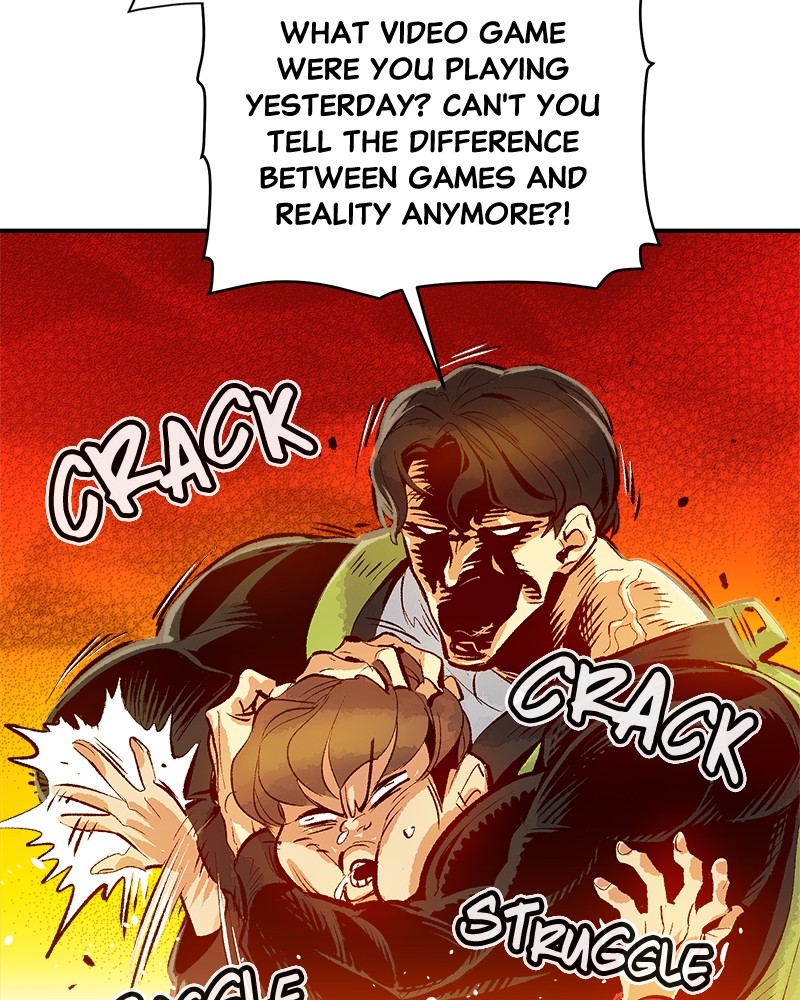 WHAT VIDEO GAME
WERE YOU PLAYING
YESTERDAY? CAN'T YOU
TELL THE DIFFERENCE
BETWEEN GAMES AND
REALITY ANYMORE?!
CRACK
CRACK
STRUGGLE